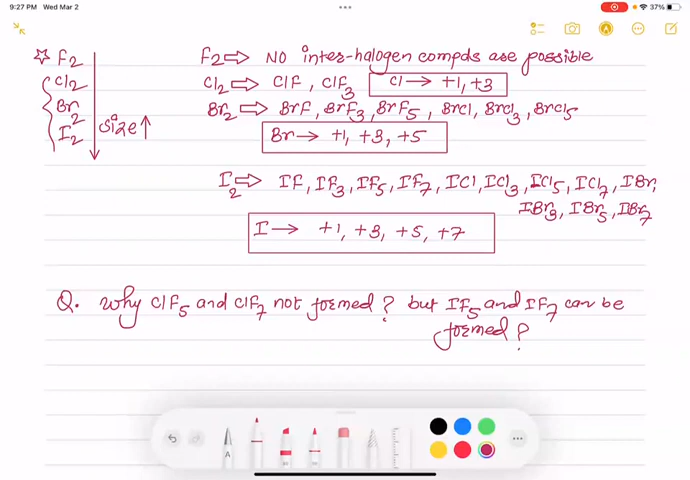 9:27 PM Wed Mar 2
37%
☆ F2
Cl2
Br2
I2
size ↑
F2 ⇒ NO inter-halogen compds are possible
Cl2 ⇒ ClF, ClF3 Cl → +1, +3
Br2 ⇒ BrF, BrF3, BrF5, BrCl, BrCl3, BrCl5
Br → +1, +3, +5
I2 ⇒ IF, IF3, IF5, IF7, ICl, ICl3, ICl5, ICl7, IBr,
IBr3, IBr5, IBr7
I → +1, +3, +5, +7
Q. Why ClF5 and ClF7 not formed? but IF5 and IF7 can be
formed?
A